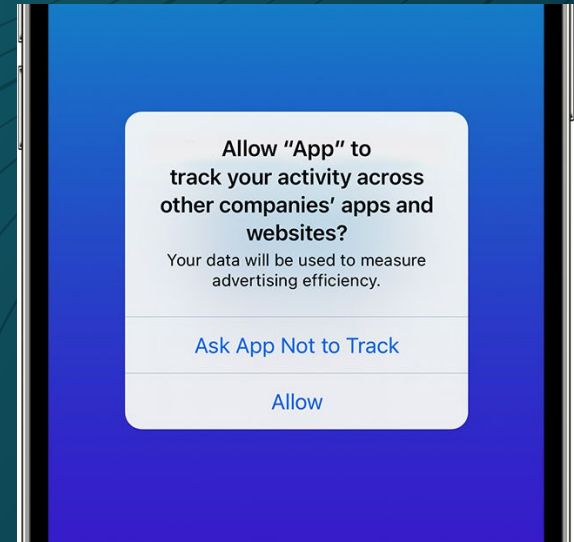 Allow “App” to
track your activity across
other companies’ apps and
websites?
Your data will be used to measure
advertising efficiency.
Ask App Not to Track
Allow